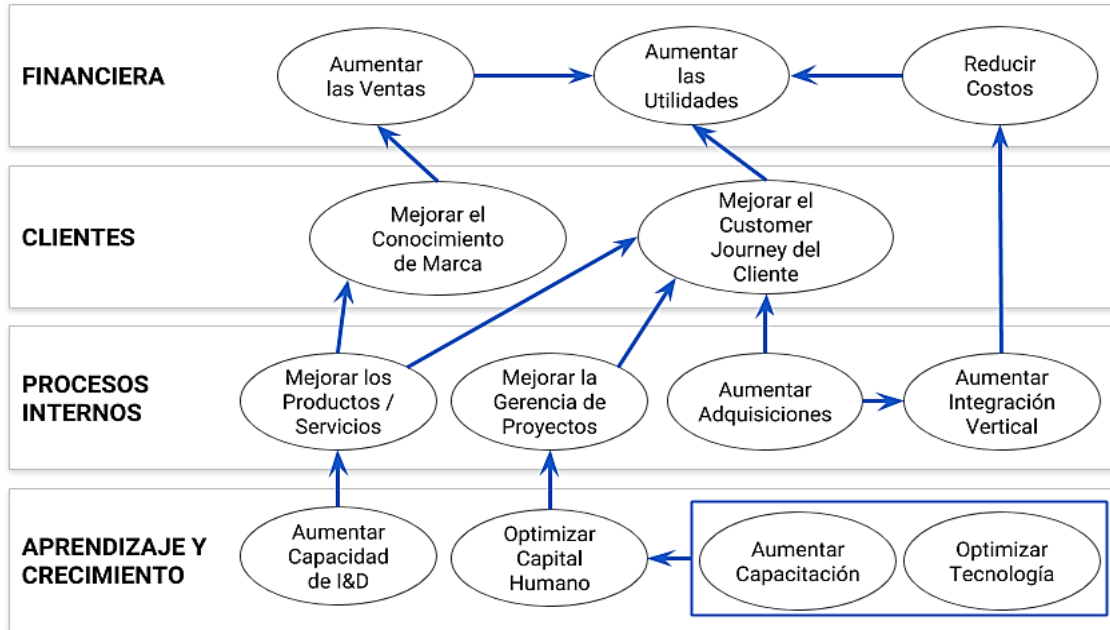 FINANCIERA
Aumentar
las Ventas
Aumentar
las
Utilidades
Reducir
Costos
CLIENTES
Mejorar el
Conocimiento
de Marca
Mejorar el
Customer
Journey del
Cliente
PROCESOS
INTERNOS
Mejorar los
Productos /
Servicios
Mejorar la
Gerencia de
Proyectos
Aumentar
Adquisiciones
Aumentar
Integración
Vertical
APRENDIZAJE Y
CRECIMIENTO
Aumentar
Capacidad
de I&D
Optimizar
Capital
Humano
Aumentar
Capacitación
Optimizar
Tecnología